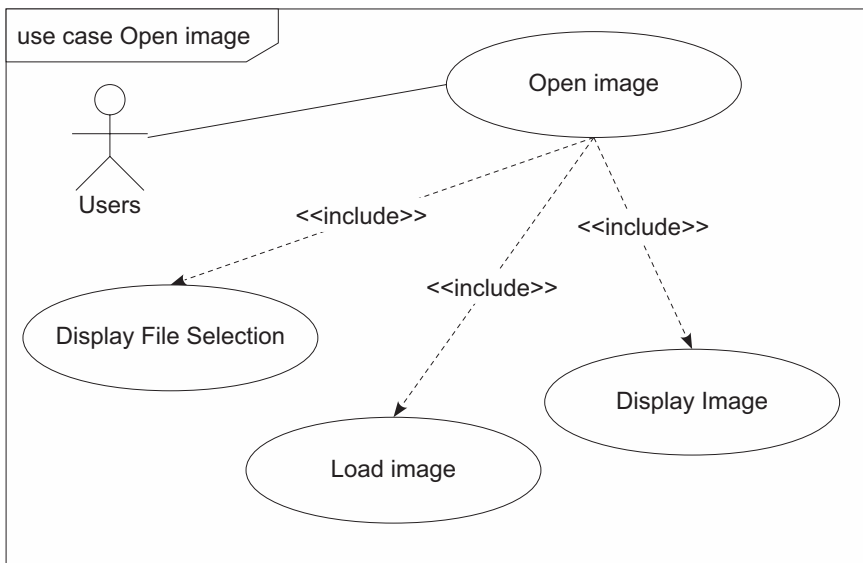 use case Open image
Open image
Users
<<include>>
<<include>>
<<include>>
Display File Selection
Display Image
Load image